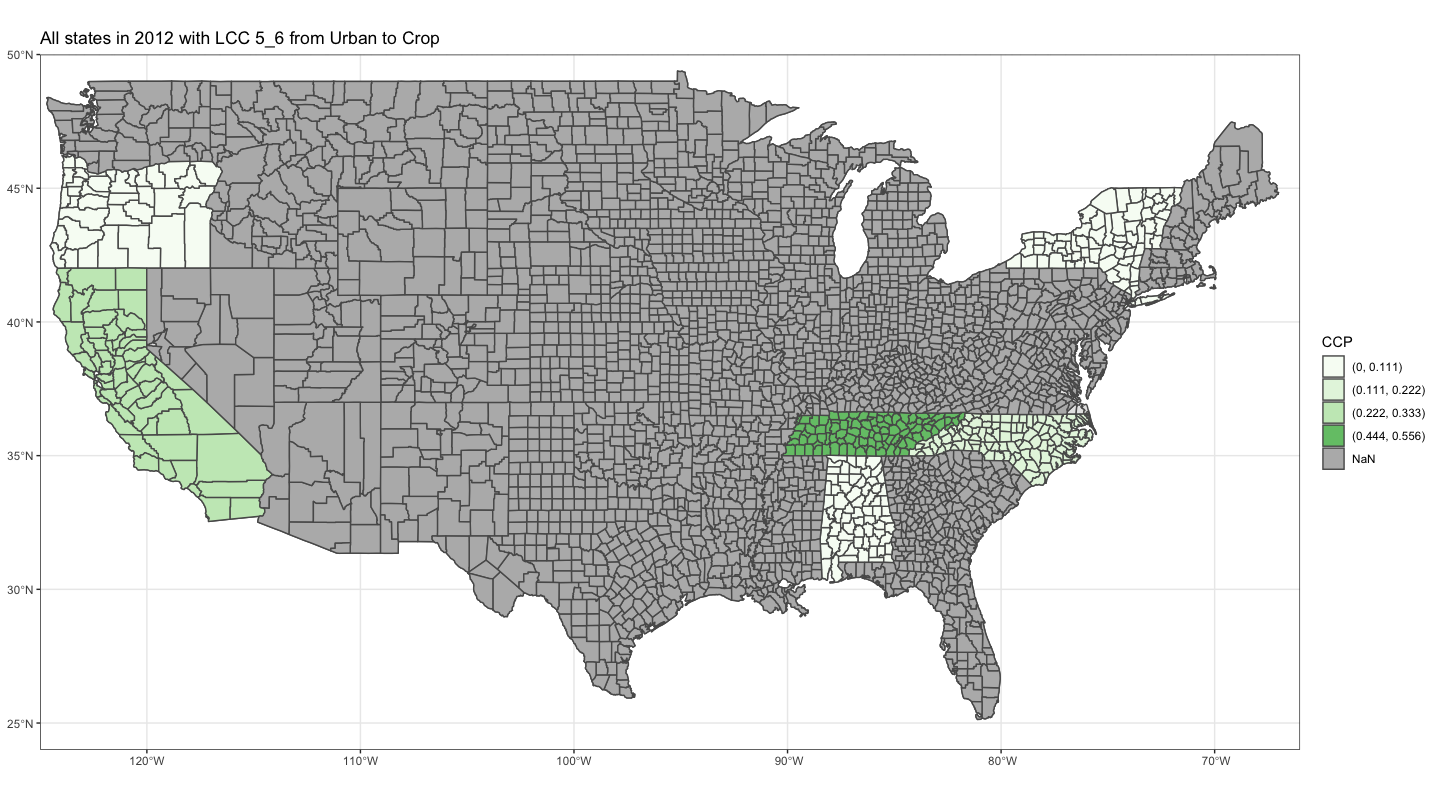 All states in 2012 with LCC 5_6 from Urban to Crop
50°N
45°N
40°N
35°N
30°N
25°N
120°W
110°W
100°W
90°W
80°W
70°W
CCP
(0, 0.111)
(0.111, 0.222)
(0.222, 0.333)
(0.444, 0.556)
NaN